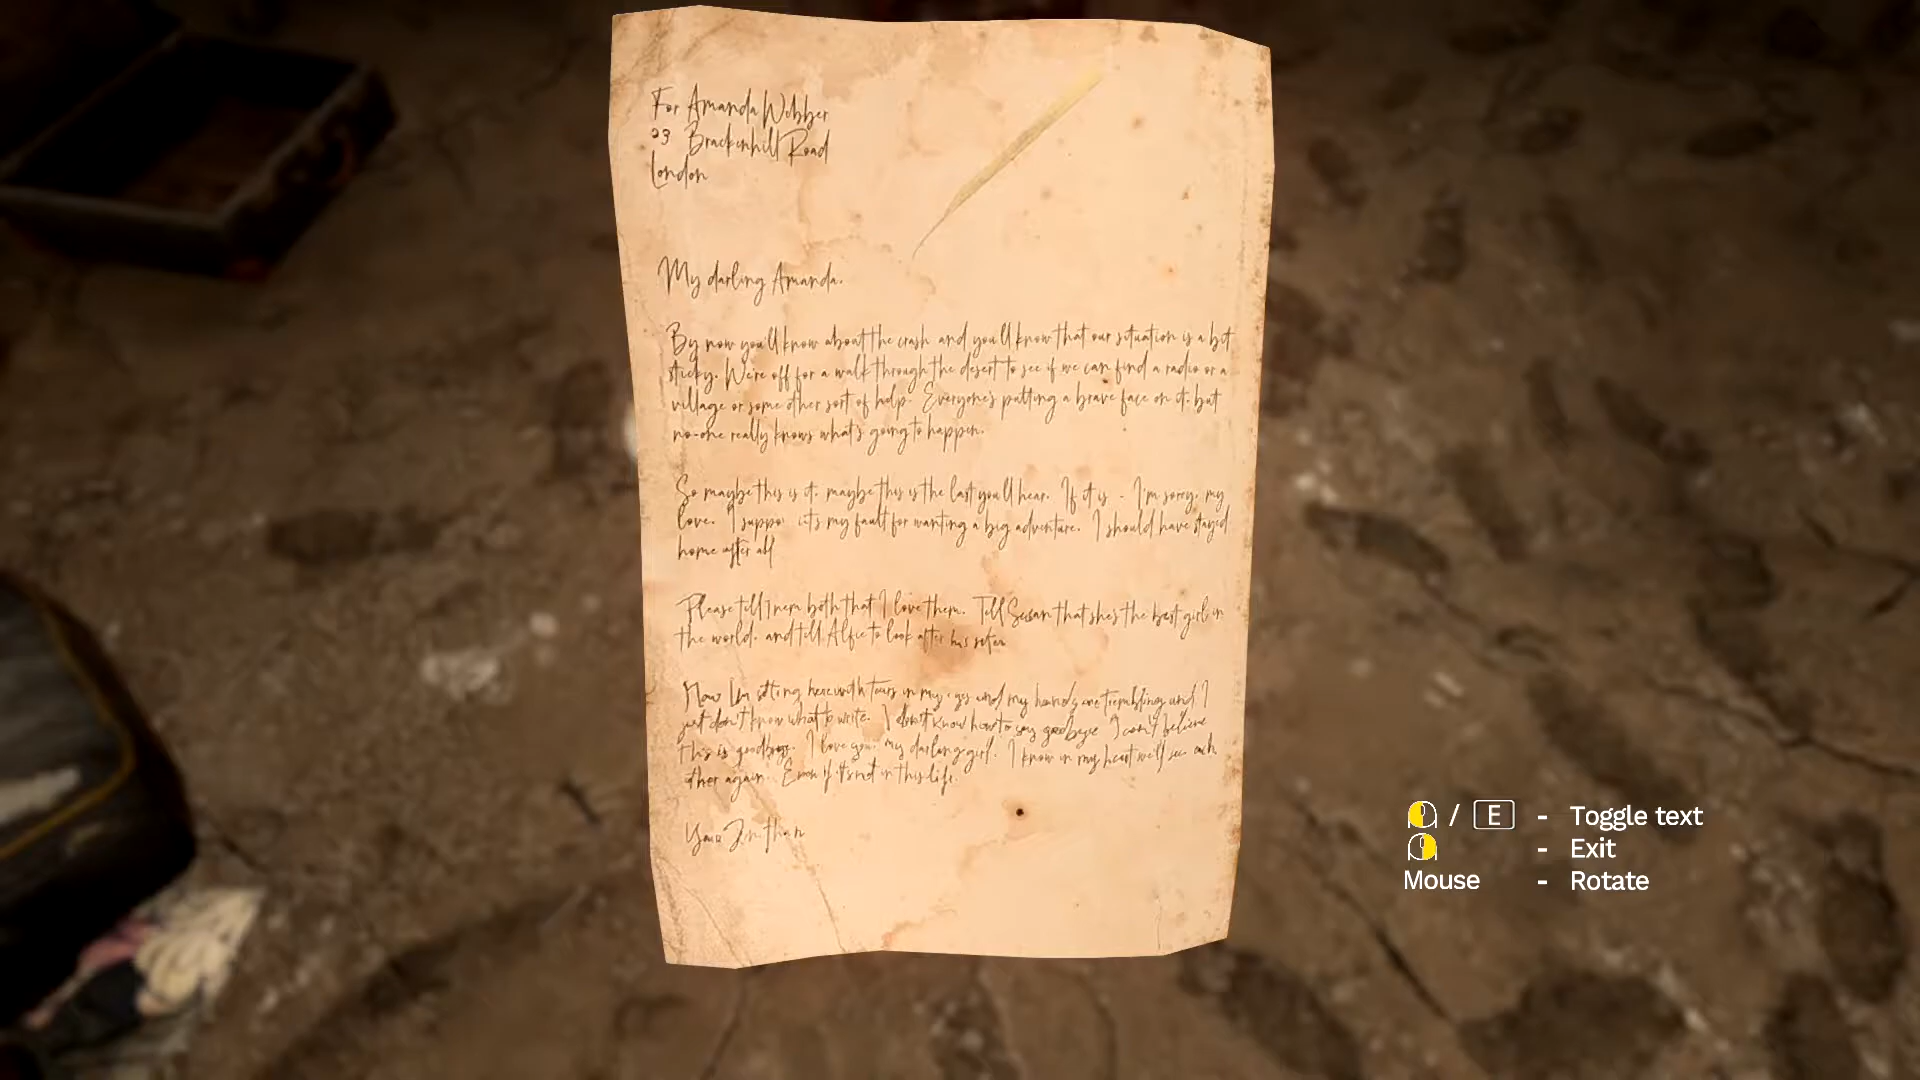 For Amanda Webber
23 Brackenhill Road
London
My darling Amanda,
By now you'll know about the crash and you'll know that our situation is a bit
sticky. We're off for a walk through the desert to see if we can find a radio or a
village or some other sort of help. Everyone's putting a brave face on it, but
no-one really knows what's going to happen.
So maybe this is it, maybe this is the last you'll hear. If it is - I'm sorry, my
love. I suppo it's my fault for wanting a big adventure. I should have stayed
home after all
Please tell them both that I love them. Tell Susan that she's the best girl in
the world, and tell Alfie to look after his sister
Now I'm sitting here with tears in my eyes and my hands are trembling and I
just don't know what to write. I don't know how to say goodbye I can't believe
this is goodbye. I love you, my darling girl. I know in my heart we'll see each
other again. Even if it's not in this life.
Your Jonathan
/ E - Toggle text
- Exit
Mouse - Rotate